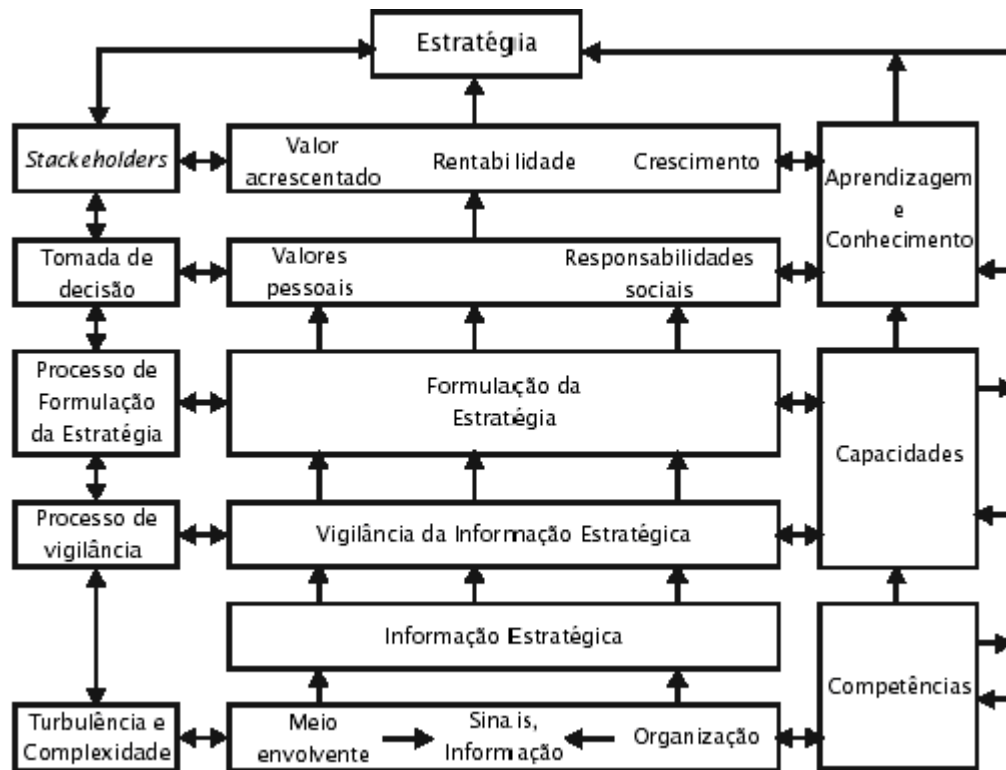 Estratégia
Stackeholders
Valor
acrescentado
Rentabilidade
Crescimento
Aprendizagem
e
Conhecimento
Tomada de
decisão
Valores
pessoais
Responsabilidades
sociais
Processo de
Formulação
da Estratégia
Formulação da
Estratégia
Capacidades
Processo de
vigilância
Vigilância da Informação Estratégica
Informação Estratégica
Competências
Turbulência e
Complexidade
Meio
envolvente
Sinais,
Informação
Organização